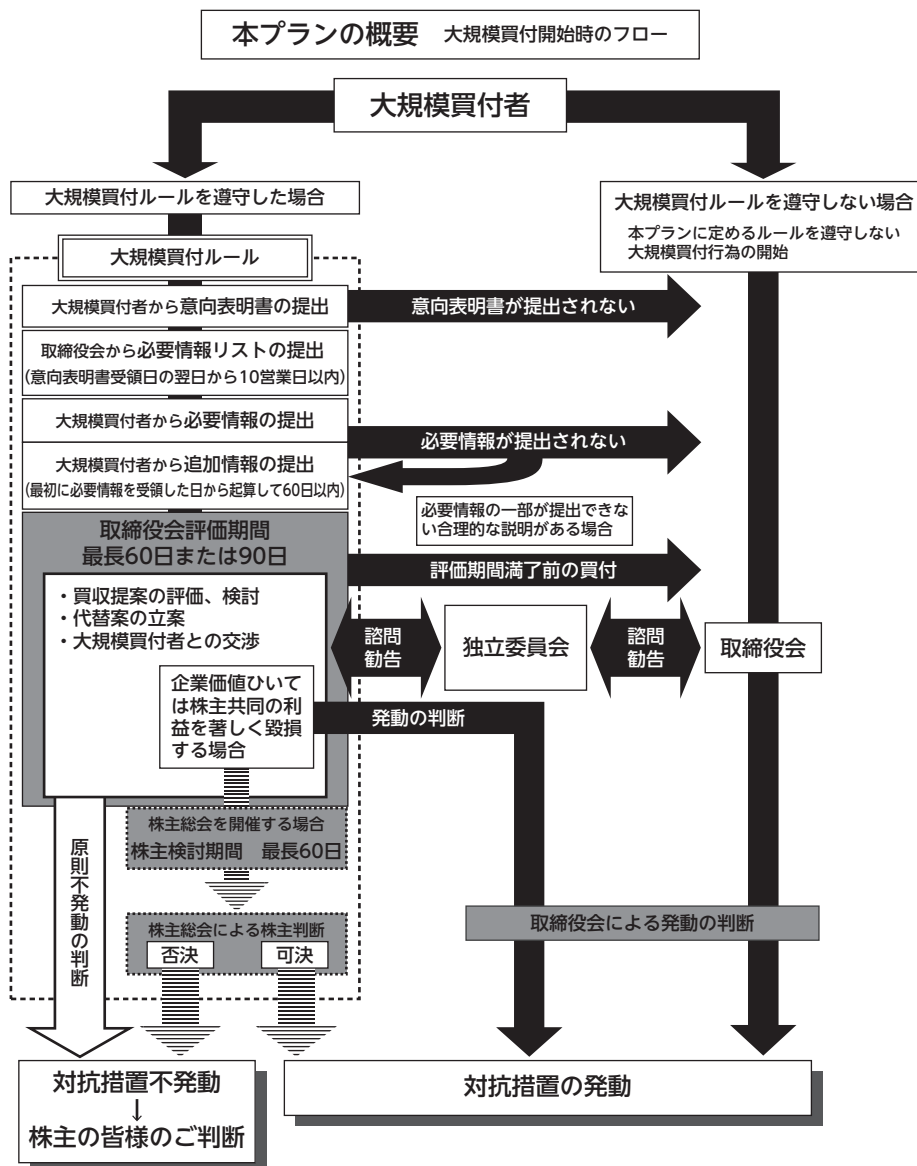 本プランの概要 大規模買付開始時のフロー
大規模買付者
大規模買付ルールを遵守した場合
大規模買付ルールを遵守しない場合
本プランに定めるルールを遵守しない
大規模買付行為の開始
大規模買付ルール
大規模買付者から意向表明書の提出
意向表明書が提出されない
取締役会から必要情報リストの提出
(意向表明書受領日の翌日から10営業日以内)
大規模買付者から必要情報の提出
必要情報が提出されない
大規模買付者から追加情報の提出
(最初に必要情報を受領した日から起算して60日以内)
必要情報の一部が提出できな
い合理的な説明がある場合
取締役会評価期間
最長60日または90日
評価期間満了前の買付
・買収提案の評価、検討
・代替案の立案
・大規模買付者との交渉
諮問
勧告
独立委員会
諮問
勧告
取締役会
企業価値ひいて
は株主共同の利
益を著しく毀損
する場合
発動の判断
株主総会を開催する場合
株主検討期間 最長60日
原則不発動の判断
取締役会による発動の判断
株主総会による株主判断
否決
可決
対抗措置不発動
↓
株主の皆様のご判断
対抗措置の発動